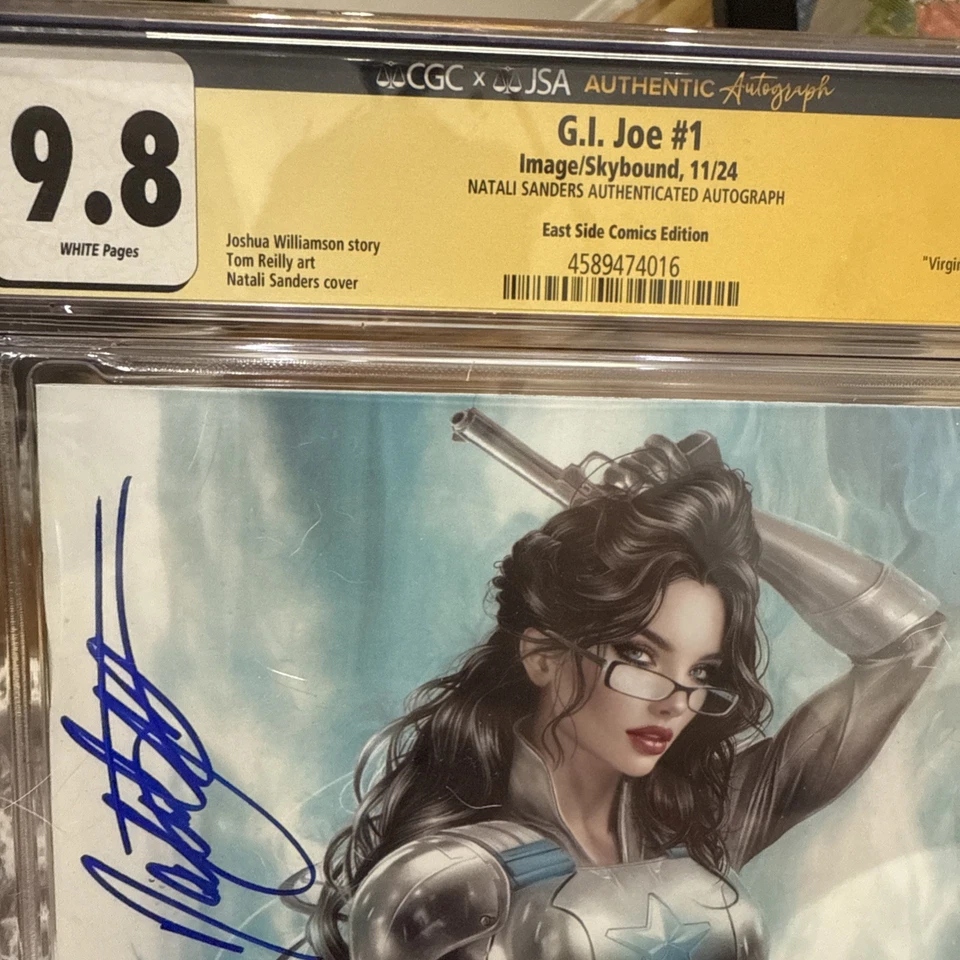 CGC x JSA AUTHENTIC Autograph
9.8
WHITE Pages
G.I. Joe #1
Image/Skybound, 11/24
NATALI SANDERS AUTHENTICATED AUTOGRAPH
East Side Comics Edition
4589474016
Joshua Williamson story
Tom Reilly art
Natali Sanders cover
"Virgin